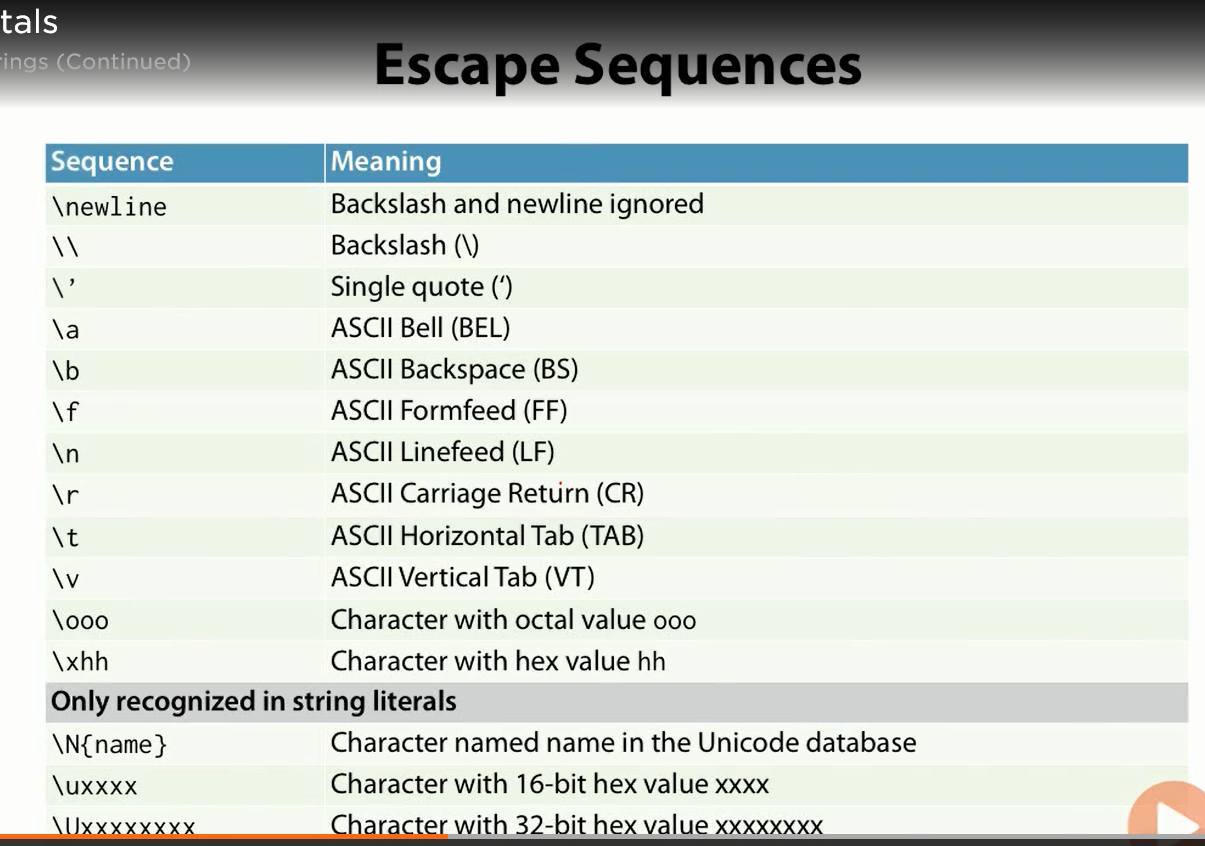 tals
rings (Continued)
Escape Sequences
Sequence Meaning
\newline Backslash and newline ignored
\\ Backslash (\)
\’ Single quote (‘)
\a ASCII Bell (BEL)
\b ASCII Backspace (BS)
\f ASCII Formfeed (FF)
\n ASCII Linefeed (LF)
\r ASCII Carriage Return (CR)
\t ASCII Horizontal Tab (TAB)
\v ASCII Vertical Tab (VT)
\ooo Character with octal value ooo
\xhh Character with hex value hh
Only recognized in string literals
\N{name} Character named name in the Unicode database
\uxxxx Character with 16-bit hex value xxxx
\Uxxxxxxxx Character with 32-bit hex value xxxxxxxx